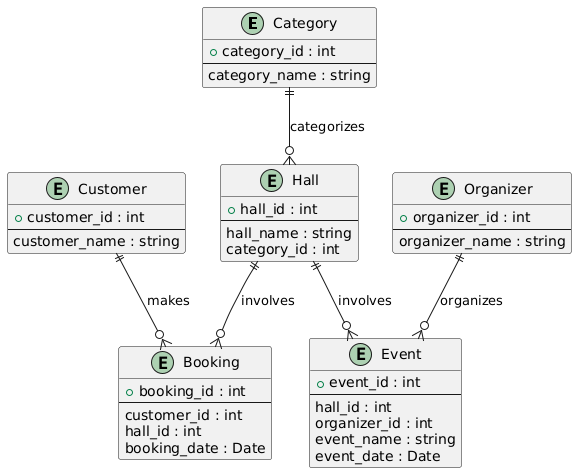 E Category
+ category_id : int
category_name : string
categorizes
E Customer
+ customer_id : int
customer_name : string
E Hall
+ hall_id : int
hall_name : string
category_id : int
E Organizer
+ organizer_id : int
organizer_name : string
makes
involves
involves
organizes
E Booking
+ booking_id : int
customer_id : int
hall_id : int
booking_date : Date
E Event
+ event_id : int
hall_id : int
organizer_id : int
event_name : string
event_date : Date